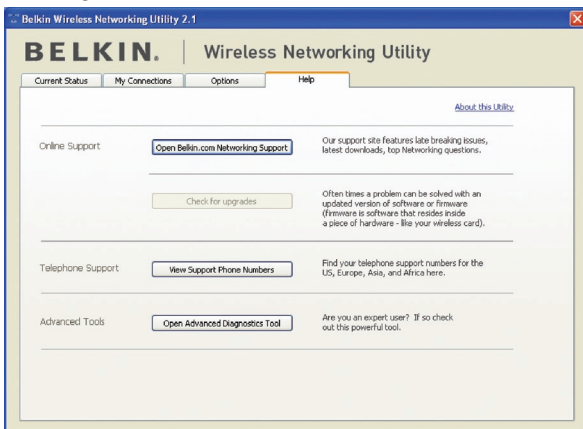 Belkin Wireless Networking Utility 2.1
BELKIN. | Wireless Networking Utility
Current Status My Connections Options Help
About this Utility
Online Support
Open Belkin.com Networking Support
Our support site features late breaking issues,
latest downloads, top Networking questions.
Check for upgrades
Often times a problem can be solved with an
updated version of software or firmware
(firmware is software that resides inside
a piece of hardware - like your wireless card).
Telephone Support
View Support Phone Numbers
Find your telephone support numbers for the
US, Europe, Asia, and Africa here.
Advanced Tools
Open Advanced Diagnostics Tool
Are you an expert user? If so check
out this powerful tool.